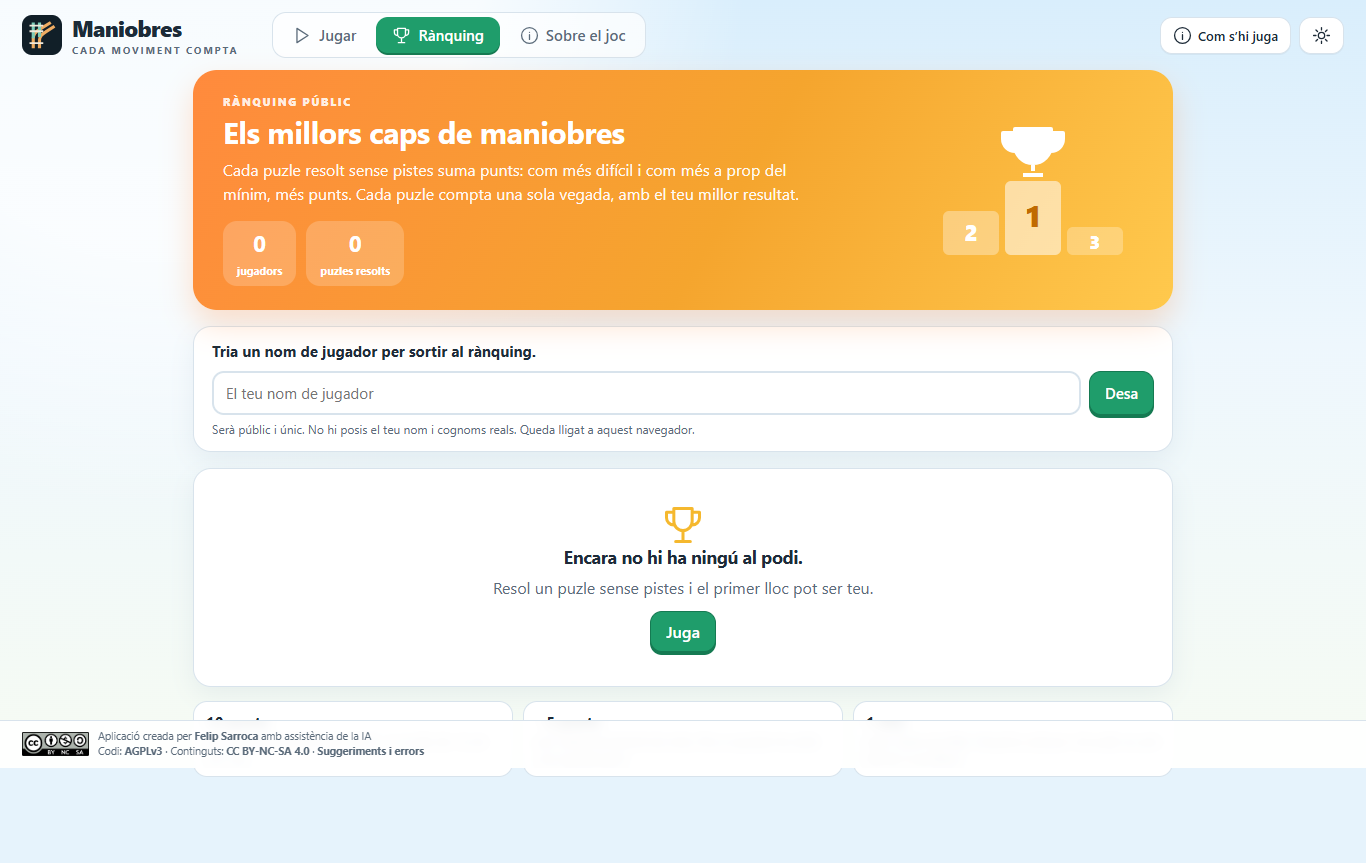 Maniobres
CADA MOVIMENT COMPTA
Jugar
Rànquing
Sobre el joc
Com s'hi juga
RÀNQUING PÚBLIC
Els millors caps de maniobres
Cada puzle resolt sense pistes suma punts: com més difícil i com més a prop del
mínim, més punts. Cada puzle compta una sola vegada, amb el teu millor resultat.
0
jugadors
0
puzles resolts
1
2
3
Tria un nom de jugador per sortir al rànquing.
El teu nom de jugador
Desa
Serà públic i únic. No hi posis el teu nom i cognoms reals. Queda lligat a aquest navegador.
Encara no hi ha ningú al podi.
Resol un puzle sense pistes i el primer lloc pot ser teu.
Juga
cc BY NC SA
Aplicació creada per Felip Sarroca amb assistència de la IA
Codi: AGPLv3 · Continguts: CC BY-NC-SA 4.0 · Suggeriments i errors